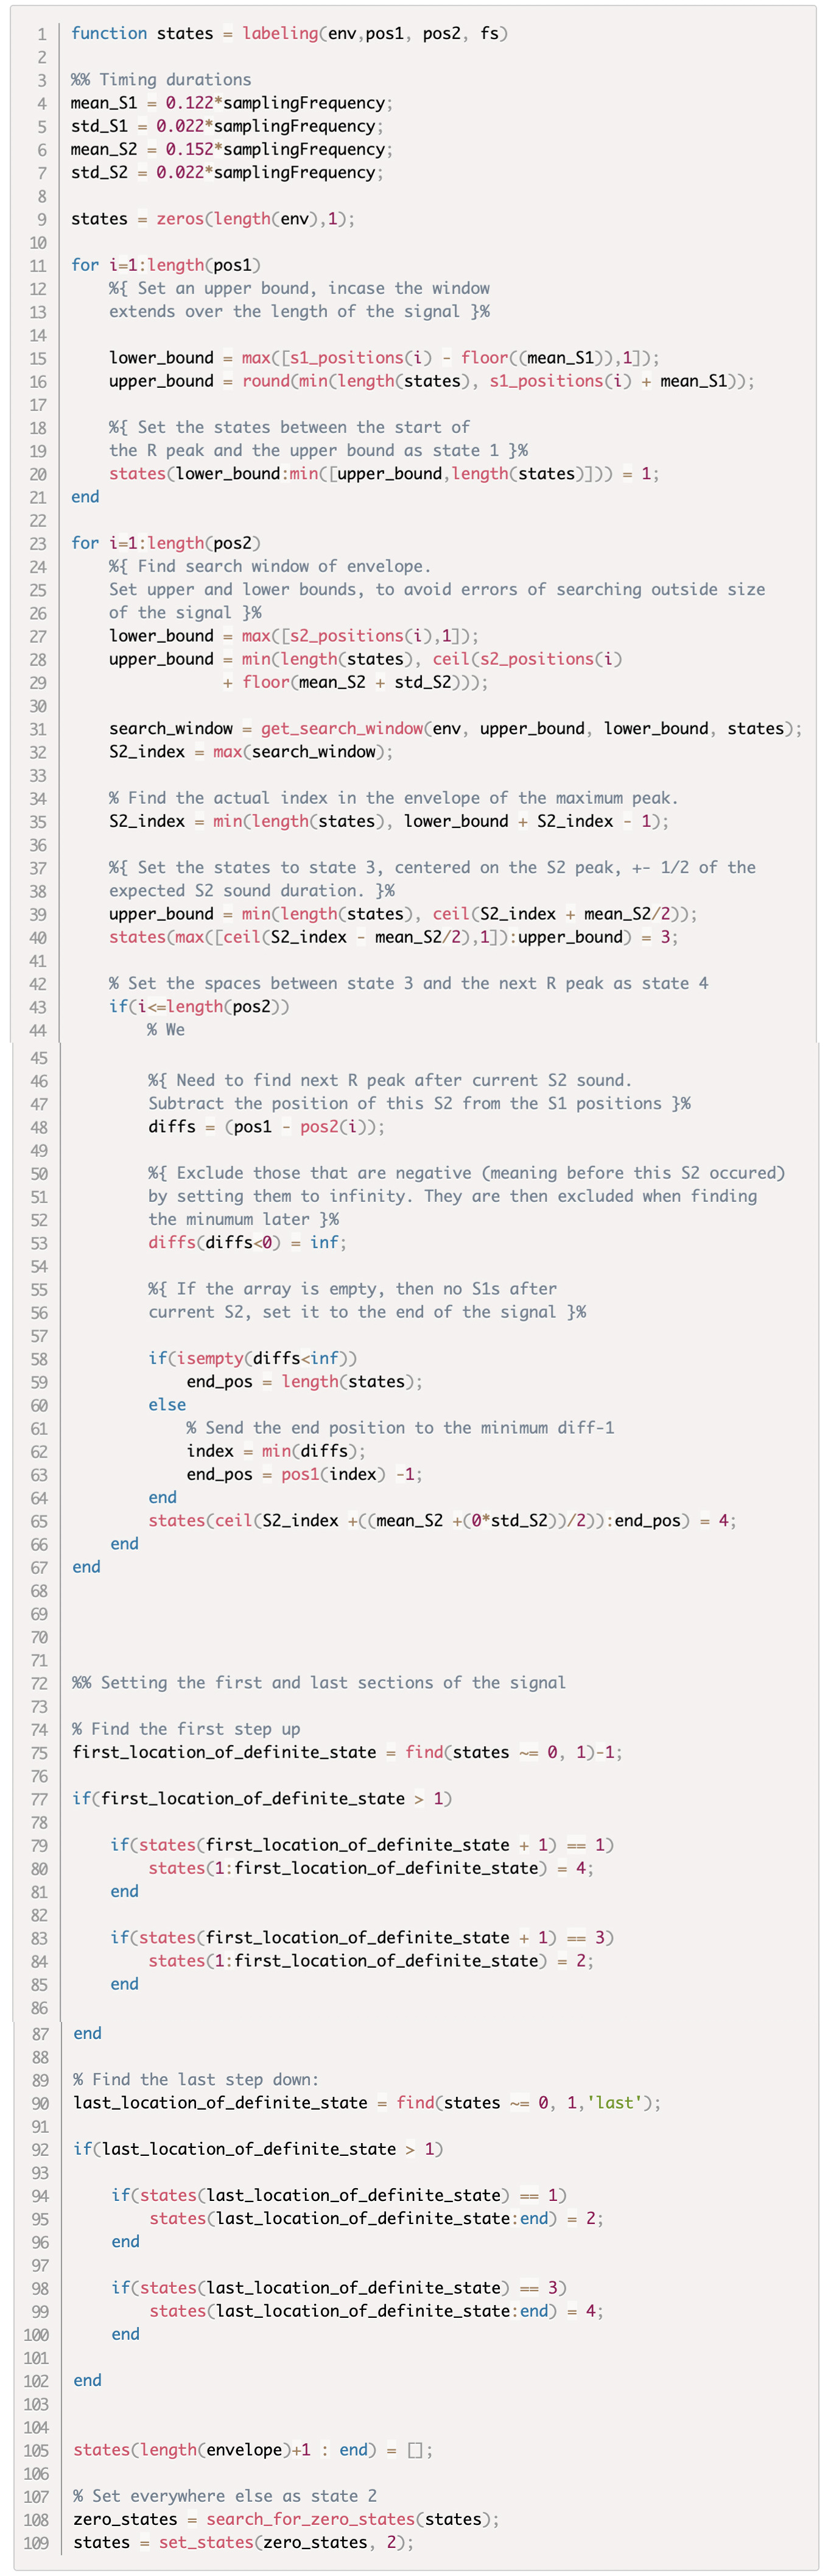 1 function states = labeling(env,pos1, pos2, fs)
2
3 %% Timing durations
4 mean_S1 = 0.122*samplingFrequency;
5 std_S1 = 0.022*samplingFrequency;
6 mean_S2 = 0.152*samplingFrequency;
7 std_S2 = 0.022*samplingFrequency;
8
9 states = zeros(length(env),1);
10
11 for i=1:length(pos1)
12     %{ Set an upper bound, incase the window
13     extends over the length of the signal }%
14
15     lower_bound = max([s1_positions(i) - floor((mean_S1)),1]);
16     upper_bound = round(min(length(states), s1_positions(i) + mean_S1));
17
18     %{ Set the states between the start of
19     the R peak and the upper bound as state 1 }%
20     states(lower_bound:min([upper_bound,length(states)])) = 1;
21 end
22
23 for i=1:length(pos2)
24     %{ Find search window of envelope.
25     Set upper and lower bounds, to avoid errors of searching outside size
26     of the signal }%
27     lower_bound = max([s2_positions(i),1]);
28     upper_bound = min(length(states), ceil(s2_positions(i)
29                 + floor(mean_S2 + std_S2)));
30
31     search_window = get_search_window(env, upper_bound, lower_bound, states);
32     S2_index = max(search_window);
33
34     % Find the actual index in the envelope of the maximum peak.
35     S2_index = min(length(states), lower_bound + S2_index - 1);
36
37     %{ Set the states to state 3, centered on the S2 peak, +- 1/2 of the
38     expected S2 sound duration. }%
39     upper_bound = min(length(states), ceil(S2_index + mean_S2/2));
40     states(max([ceil(S2_index - mean_S2/2),1]):upper_bound) = 3;
41
42     % Set the spaces between state 3 and the next R peak as state 4
43     if(i<=length(pos2))
44         % We
45
46         %{ Need to find next R peak after current S2 sound.
47         Subtract the position of this S2 from the S1 positions }%
48         diffs = (pos1 - pos2(i));
49
50         %{ Exclude those that are negative (meaning before this S2 occured)
51         by setting them to infinity. They are then excluded when finding
52         the minumum later }%
53         diffs(diffs<0) = inf;
54
55         %{ If the array is empty, then no S1s after
56         current S2, set it to the end of the signal }%
57
58         if(isempty(diffs<inf))
59             end_pos = length(states);
60         else
61             % Send the end position to the minimum diff-1
62             index = min(diffs);
63             end_pos = pos1(index) -1;
64         end
65         states(ceil(S2_index +((mean_S2 +(0*std_S2))/2)):end_pos) = 4;
66     end
67 end
68
69
70
71
72 %% Setting the first and last sections of the signal
73
74 % Find the first step up
75 first_location_of_definite_state = find(states ~= 0, 1)-1;
76
77 if(first_location_of_definite_state > 1)
78
79     if(states(first_location_of_definite_state + 1) == 1)
80         states(1:first_location_of_definite_state) = 4;
81     end
82
83     if(states(first_location_of_definite_state + 1) == 3)
84         states(1:first_location_of_definite_state) = 2;
85     end
86
87 end
88
89 % Find the last step down:
90 last_location_of_definite_state = find(states ~= 0, 1,'last');
91
92 if(last_location_of_definite_state > 1)
93
94     if(states(last_location_of_definite_state) == 1)
95         states(last_location_of_definite_state:end) = 2;
96     end
97
98     if(states(last_location_of_definite_state) == 3)
99         states(last_location_of_definite_state:end) = 4;
100     end
101
102 end
103
104
105 states(length(envelope)+1 : end) = [];
106
107 % Set everywhere else as state 2
108 zero_states = search_for_zero_states(states);
109 states = set_states(zero_states, 2);